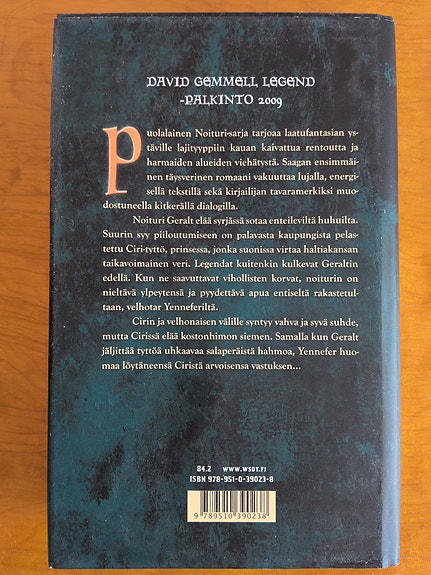 DAVID GEMMELL LEGEND
-PALKINTO 2009
Puolalainen Noituri-sarja tarjoaa laatufantasian ys-
täville lajityyppiin kauan kaivattua rentoutta ja
harmaiden alueiden viehätystä. Saagan ensimmäi-
nen täysverinen romaani vakuuttaa lujalla, energi-
sellä tekstillä sekä kirjailijan tavaramerkiksi muo-
dostuneella kitkerällä dialogilla.
Noituri Geralt elää syrjässä sotaa enteileviltä huhuilta.
Suurin syy piiloutumiseen on palavasta kaupungista pelas-
tettu Ciri-tyttö, prinsessa, jonka suonissa virtaa haltiakansan
taikavoimainen veri. Legendat kuitenkin kulkevat Geraltin
edellä. Kun ne saavuttavat vihollisten korvat, noiturin on
nieltävä ylpeytensä ja pyydettävä apua entiseltä rakastetul-
taan, velhotar Yenneferiltä.
Cirin ja velhonaisen välille syntyy vahva ja syvä suhde,
mutta Cirissä elää kostonhimon siemen. Samalla kun Geralt
jäljittää tyttöä uhkaavaa salaperäistä hahmoa, Yennefer huo-
maa löytäneensä Ciristä arvoisensa vastuksen...
84.2 WWW.WSOY.FI
ISBN 978-951-0-39023-8
9 789510 390238